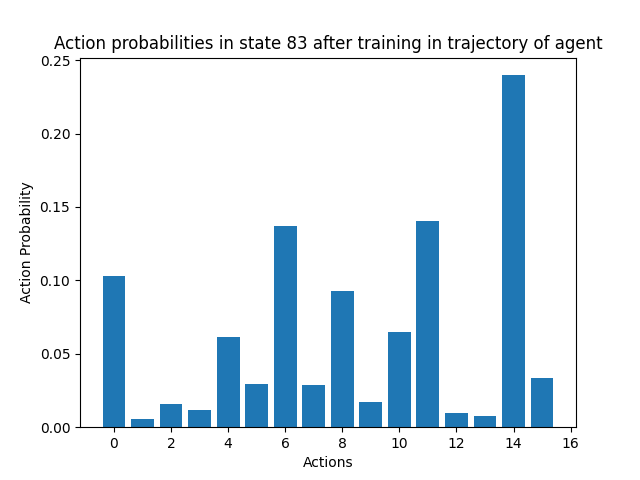 Action probabilities in state 83 after training in trajectory of agent
0.25
0.20
0.15
0.10
0.05
0.00
Action Probability
0 2 4 6 8 10 12 14 16
Actions